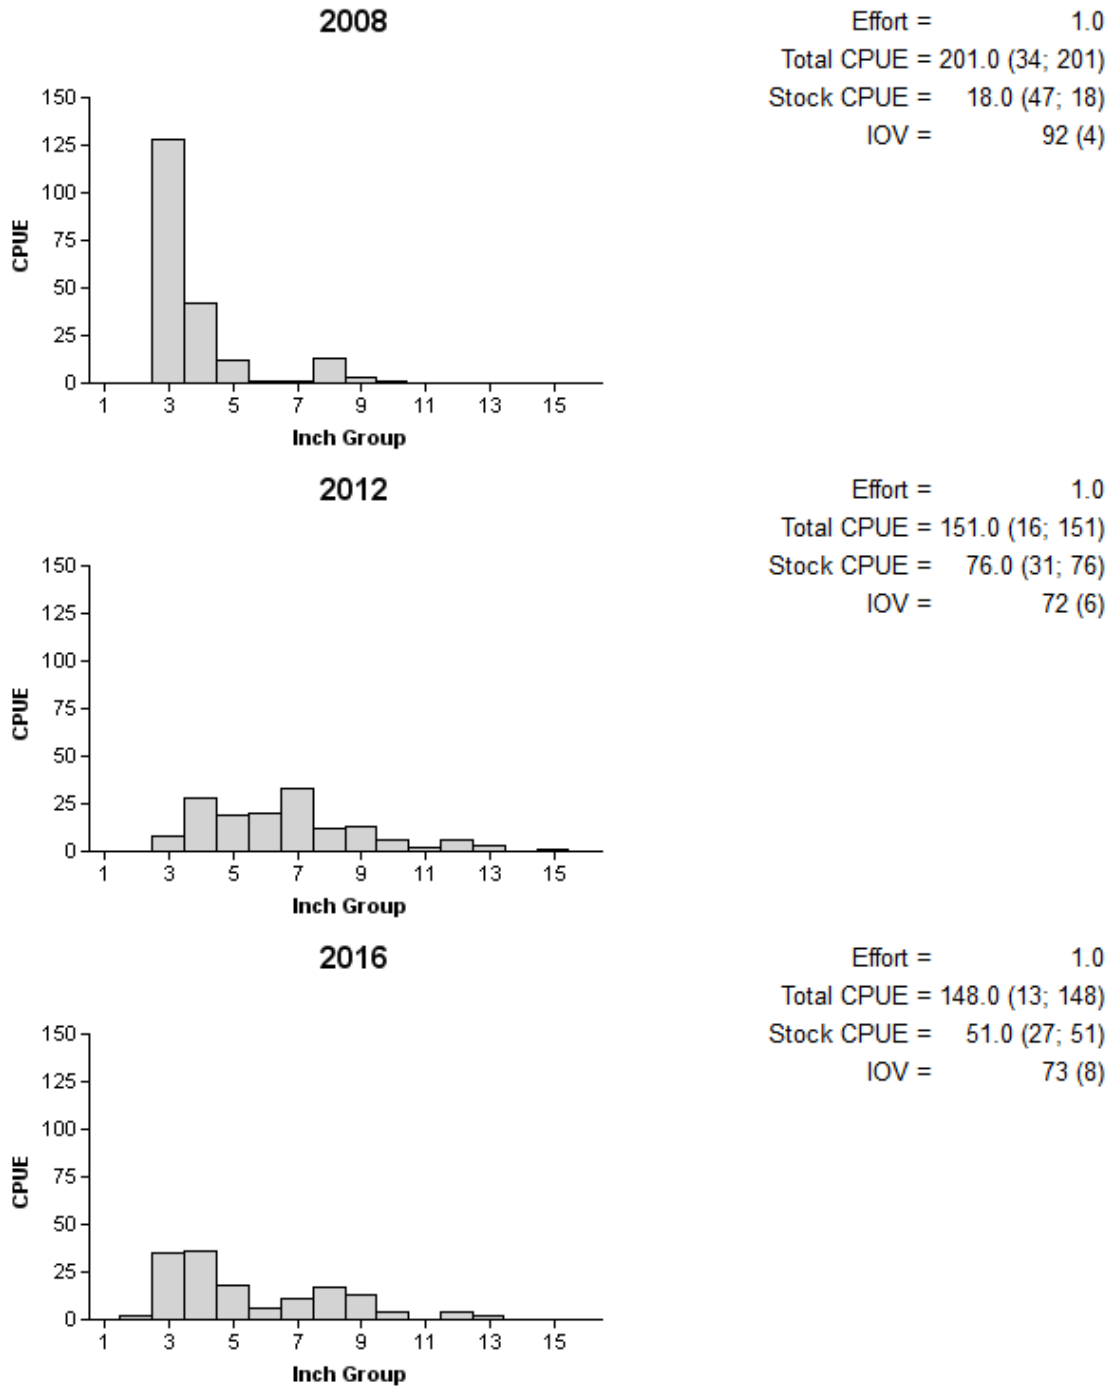 2008
Effort = 1.0
Total CPUE = 201.0 (34; 201)
Stock CPUE = 18.0 (47; 18)
IOV = 92 (4)
150
125
100
75
50
25
0
CPUE
1 3 5 7 9 11 13 15
Inch Group
2012
Effort = 1.0
Total CPUE = 151.0 (16; 151)
Stock CPUE = 76.0 (31; 76)
IOV = 72 (6)
150
125
100
75
50
25
0
CPUE
1 3 5 7 9 11 13 15
Inch Group
2016
Effort = 1.0
Total CPUE = 148.0 (13; 148)
Stock CPUE = 51.0 (27; 51)
IOV = 73 (8)
150
125
100
75
50
25
0
CPUE
1 3 5 7 9 11 13 15
Inch Group